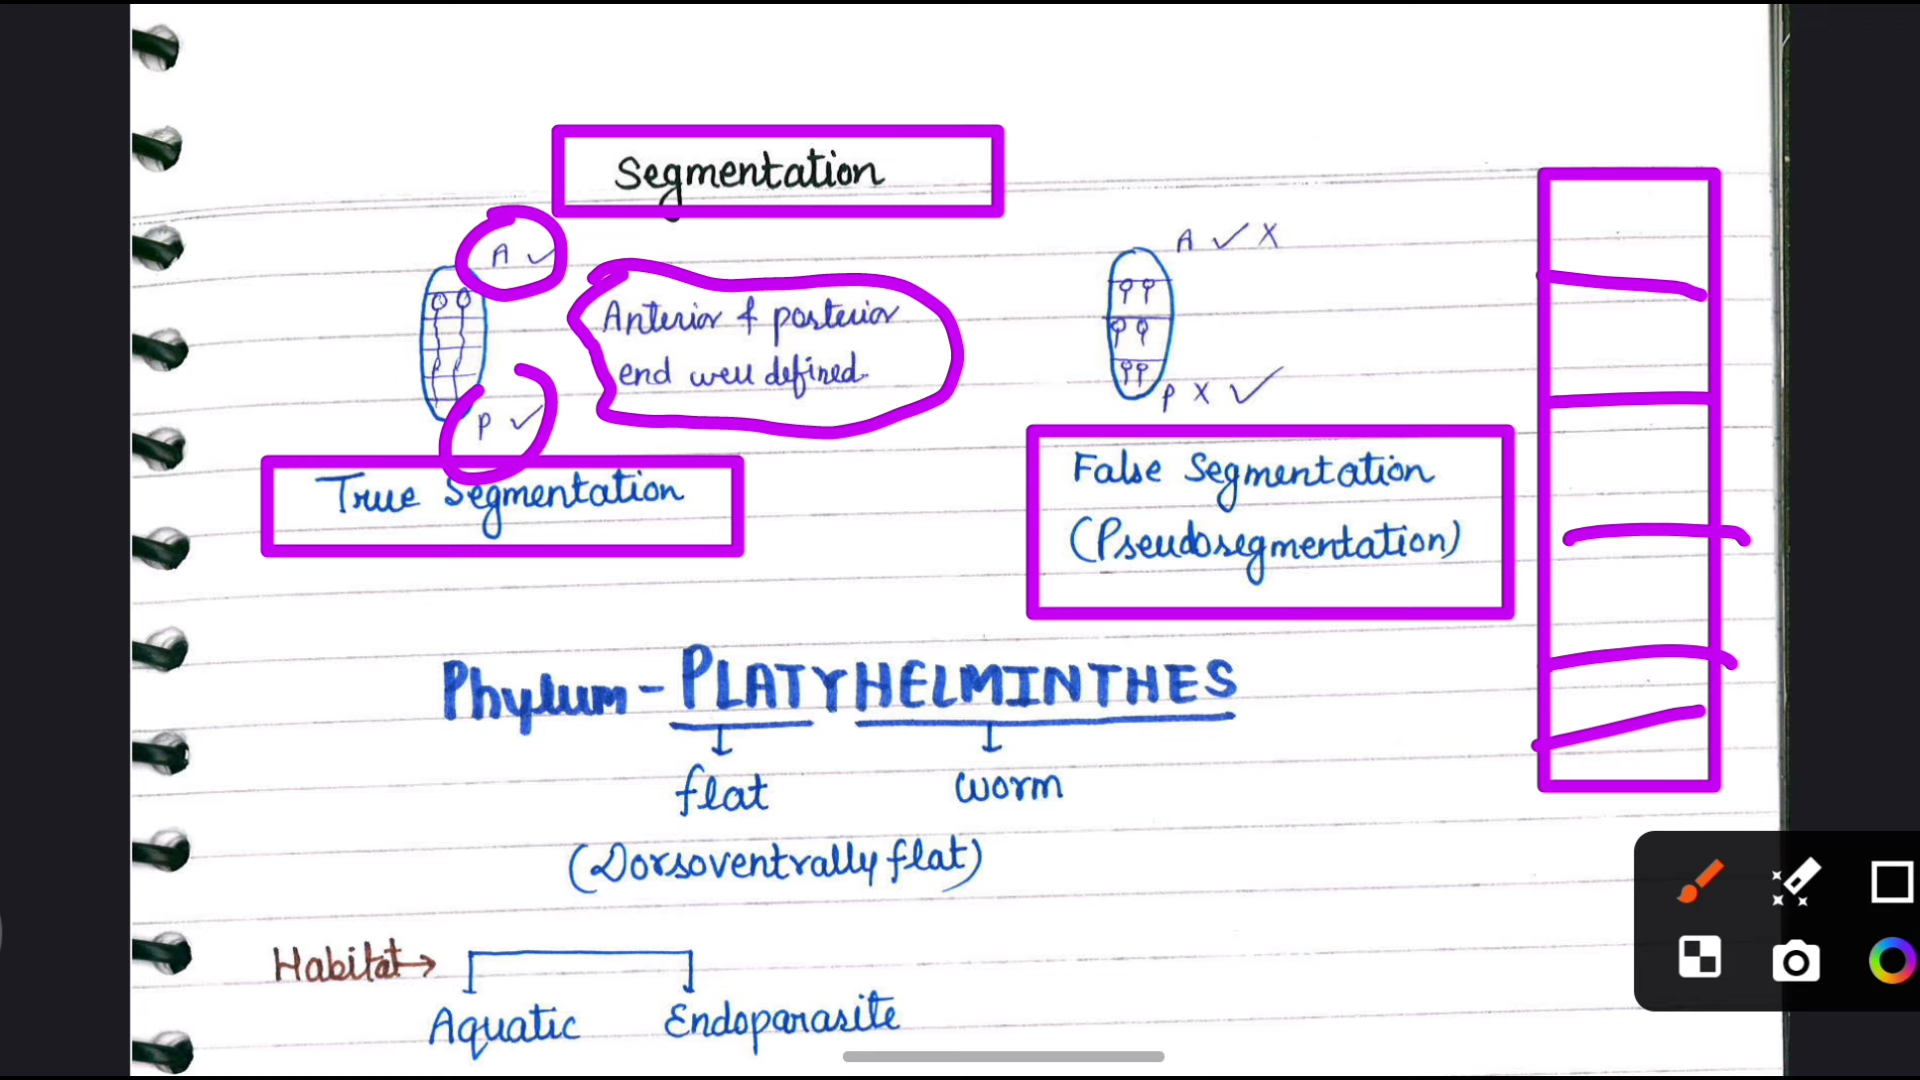 Segmentation
A ✓
A ✓ X
Anterior & posterior
end well defined.
P X ✓
P ✓
True Segmentation
False Segmentation
(Pseudosegmentation)
Phylum - PLATYHELMINTHES
flat
worm
(Dorsoventrally flat)
Habitat →
Aquatic
Endoparasite